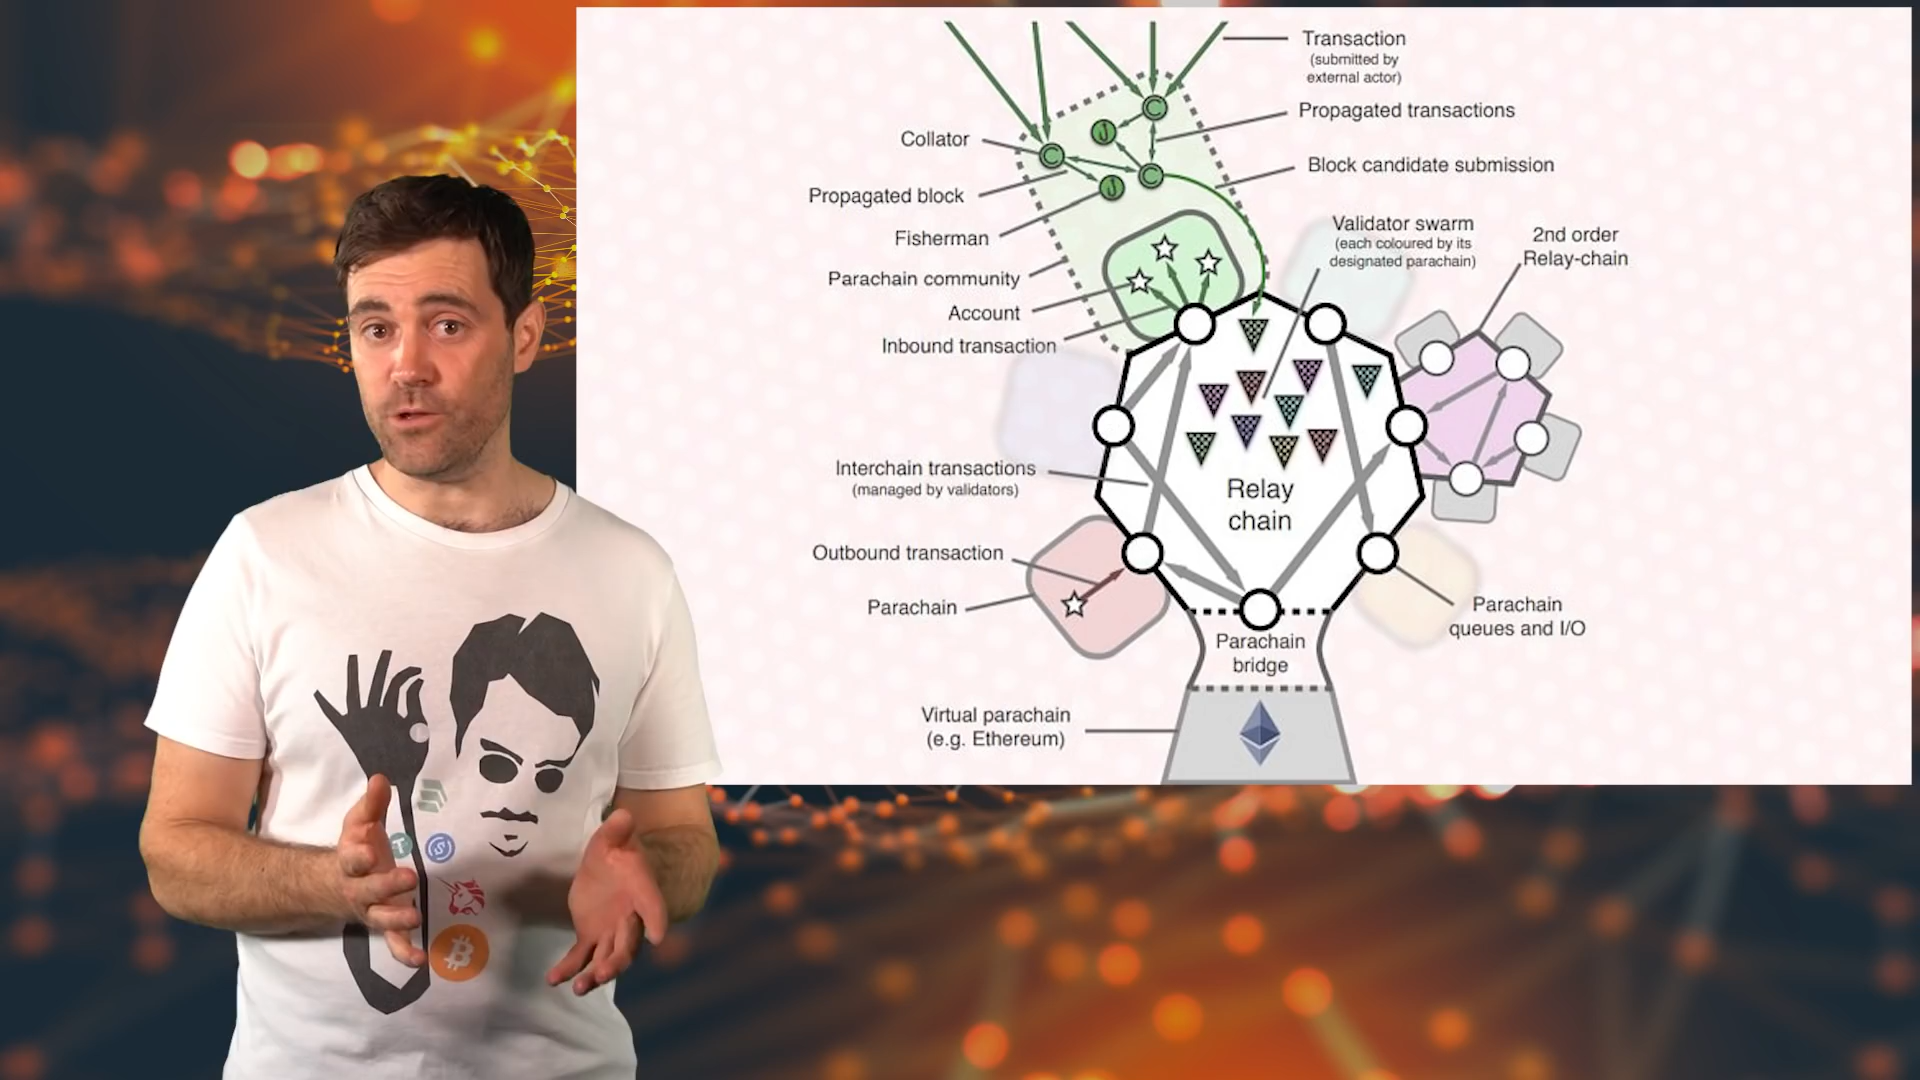 Transaction
(submitted by
external actor)
Propagated transactions
Collator
Block candidate submission
Propagated block
Validator swarm
(each coloured by its
designated parachain)
2nd order
Relay-chain
Fisherman
Parachain community
Account
Inbound transaction
Interchain transactions
(managed by validators)
Relay
chain
Outbound transaction
Parachain
Parachain
queues and I/O
Parachain
bridge
Virtual parachain
(e.g. Ethereum)
C
J
C
C
J
T
S
₿